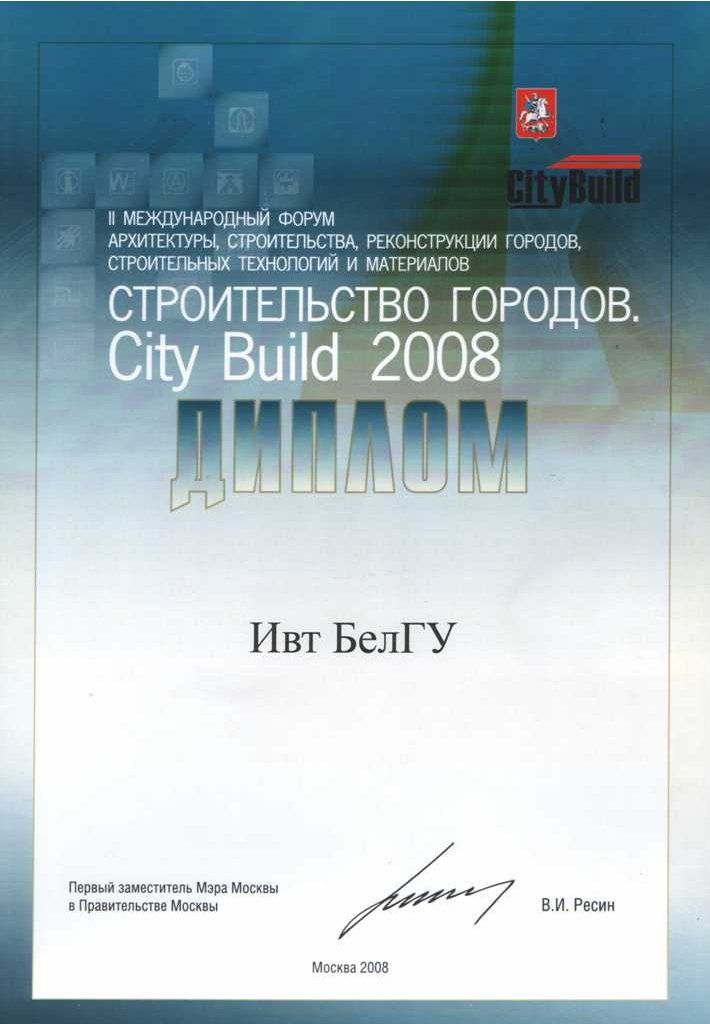 CityBuild
II МЕЖДУНАРОДНЫЙ ФОРУМ
АРХИТЕКТУРЫ, СТРОИТЕЛЬСТВА, РЕКОНСТРУКЦИИ ГОРОДОВ,
СТРОИТЕЛЬНЫХ ТЕХНОЛОГИЙ И МАТЕРИАЛОВ
СТРОИТЕЛЬСТВО ГОРОДОВ.
City Build 2008
ДИПЛОМ
Ивт БелГУ
Первый заместитель Мэра Москвы
в Правительстве Москвы
В.И. Ресин
Москва 2008